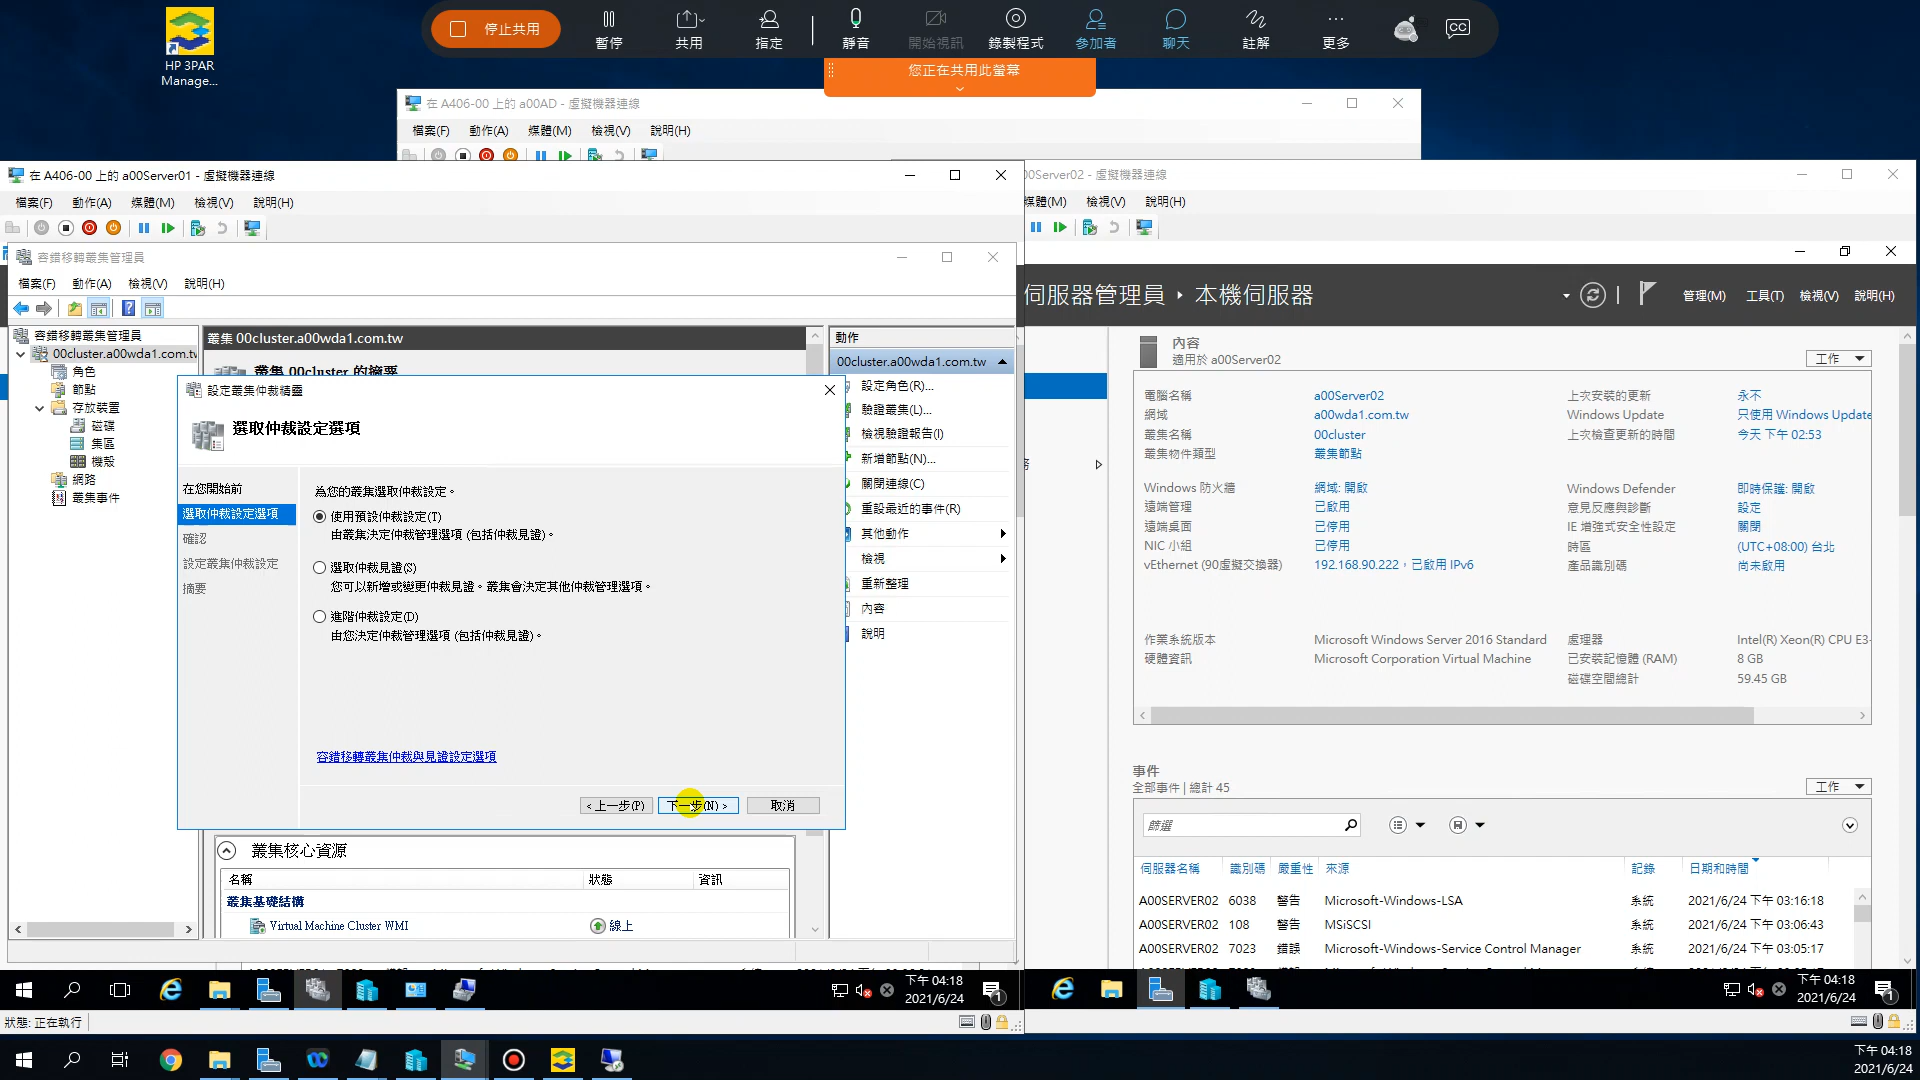 HP 3PAR
Manage...
停止共用
暫停
共用
指定
靜音
開始視訊
錄製程式
參加者
聊天
註解
更多
CC
您正在共用此螢幕
在 A406-00 上的 a00AD - 虛擬機器連線
檔案(F) 動作(A) 媒體(M) 檢視(V) 說明(H)
在 A406-00 上的 a00Server01 - 虛擬機器連線
檔案(F) 動作(A) 媒體(M) 檢視(V) 說明(H)
容錯移轉叢集管理員
檔案(F) 動作(A) 檢視(V) 說明(H)
容錯移轉叢集管理員
00cluster.a00wda1.com.tw
角色
節點
存放裝置
磁碟
集區
機殼
網路
叢集事件
叢集 00cluster.a00wda1.com.tw
叢集 00cluster 的摘要
設定叢集仲裁精靈
選取仲裁設定選項
在您開始前
選取仲裁設定選項
確認
設定叢集仲裁設定
摘要
為您的叢集選取仲裁設定。
使用預設仲裁設定(T)
由叢集決定仲裁管理選項 (包括仲裁見證)。
選取仲裁見證(S)
您可以新增或變更仲裁見證。叢集會決定其他仲裁管理選項。
進階仲裁設定(D)
由您決定仲裁管理選項 (包括仲裁見證)。
容錯移轉叢集仲裁與見證設定選項
< 上一步(P) 下一步(N) > 取消
叢集核心資源
名稱 狀態 資訊
叢集基礎結構
Virtual Machine Cluster WMI 線上
動作
00cluster.a00wda1.com.tw
設定角色(R)...
驗證叢集(L)...
檢視驗證報告(I)
新增節點(N)...
關閉連線(C)
重設最近的事件(R)
其他動作
檢視
重新整理
內容
說明
下午 04:18
2021/6/24
1
狀態: 正在執行
00Server02 - 虛擬機器連線
媒體(M) 檢視(V) 說明(H)
伺服器管理員 ‣ 本機伺服器
管理(M) 工具(T) 檢視(V) 說明(H)
內容
適用於 a00Server02
工作
電腦名稱 a00Server02 上次安裝的更新 永不
網域 a00wda1.com.tw Windows Update 只使用 Windows Update
叢集名稱 00cluster 上次檢查更新的時間 今天 下午 02:53
叢集物件類型 叢集節點
Windows 防火牆 網域: 開啟 Windows Defender 即時保護: 開啟
遠端管理 已啟用 意見反應與診斷 設定
遠端桌面 已停用 IE 增強式安全性設定 關閉
NIC 小組 已停用 時區 (UTC+08:00) 台北
vEthernet (90虛擬交換器) 192.168.90.222，已啟用 IPv6 產品識別碼 尚未啟用
作業系統版本 Microsoft Windows Server 2016 Standard 處理器 Intel(R) Xeon(R) CPU E3-
硬體資訊 Microsoft Corporation Virtual Machine 已安裝記憶體 (RAM) 8 GB
磁碟空間總計 59.45 GB
事件
全部事件 | 總計 45
工作
篩選
伺服器名稱 識別碼 嚴重性 來源 記錄 日期和時間
A00SERVER02 6038 警告 Microsoft-Windows-LSA 系統 2021/6/24 下午 03:16:18
A00SERVER02 108 警告 MSiSCSI 系統 2021/6/24 下午 03:06:43
A00SERVER02 7023 錯誤 Microsoft-Windows-Service Control Manager 系統 2021/6/24 下午 03:05:17
下午 04:18
2021/6/24
1
下午 04:18
2021/6/24